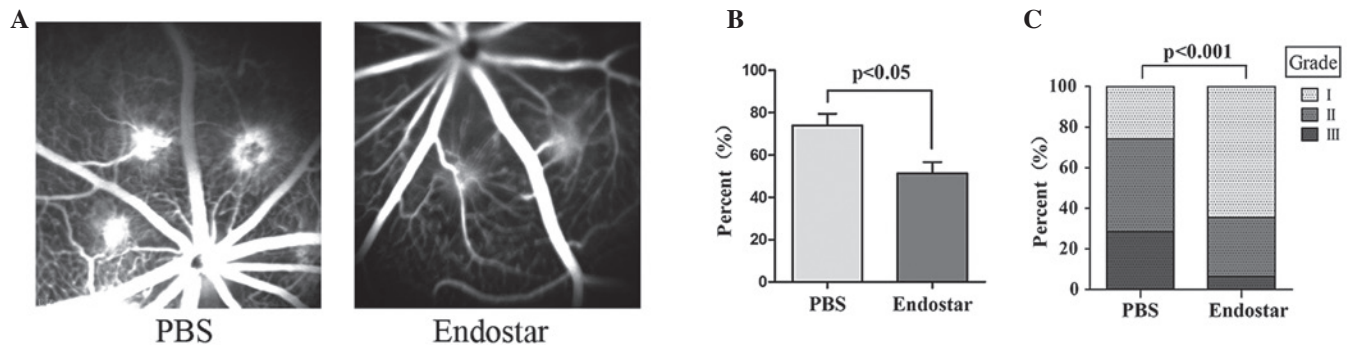 A
PBS
Endostar
B
Percent (%)
100
80
60
40
20
0
p<0.05
PBS
Endostar
C
Percent (%)
100
80
60
40
20
0
p<0.001
PBS
Endostar
Grade
I
II
III